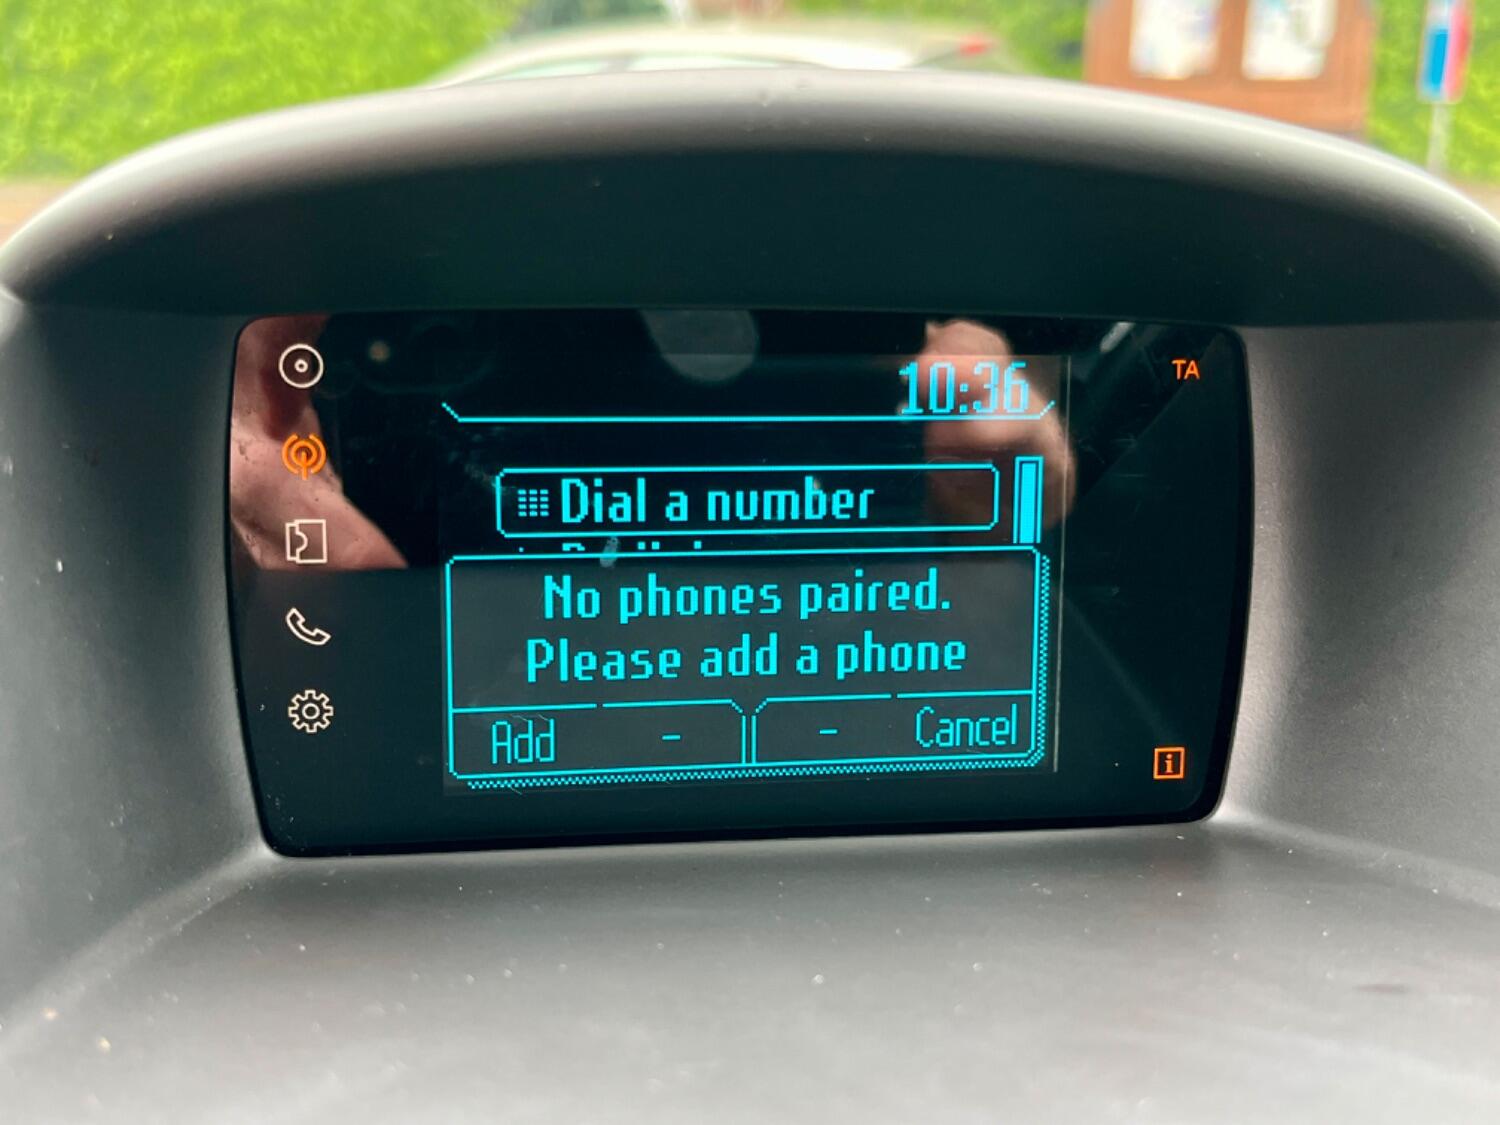 10:36
TA
Dial a number
No phones paired.
Please add a phone
Add - - Cancel
i